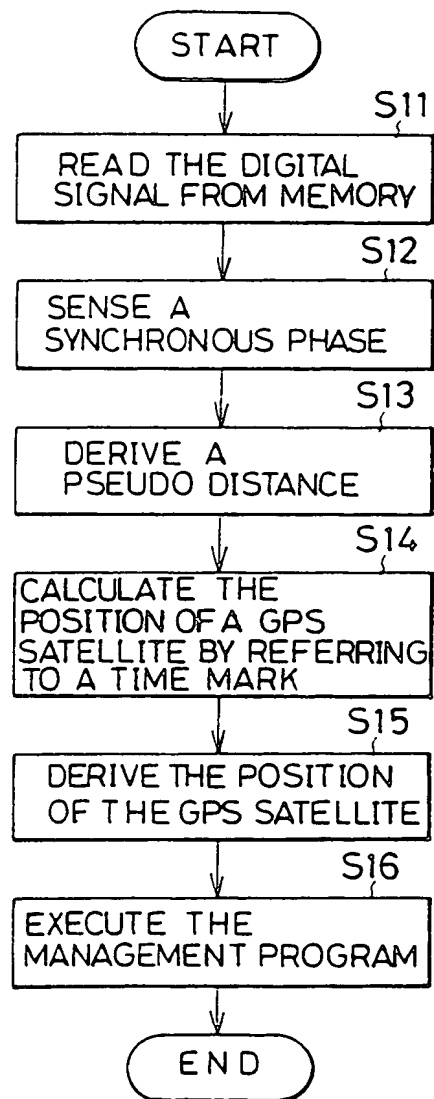 START
S11
READ THE DIGITAL
SIGNAL FROM MEMORY
S12
SENSE A
SYNCHRONOUS PHASE
S13
DERIVE A
PSEUDO DISTANCE
S14
CALCULATE THE
POSITION OF A GPS
SATELLITE BY REFERRING
TO A TIME MARK
S15
DERIVE THE POSITION
OF THE GPS SATELLITE
S16
EXECUTE THE
MANAGEMENT PROGRAM
END